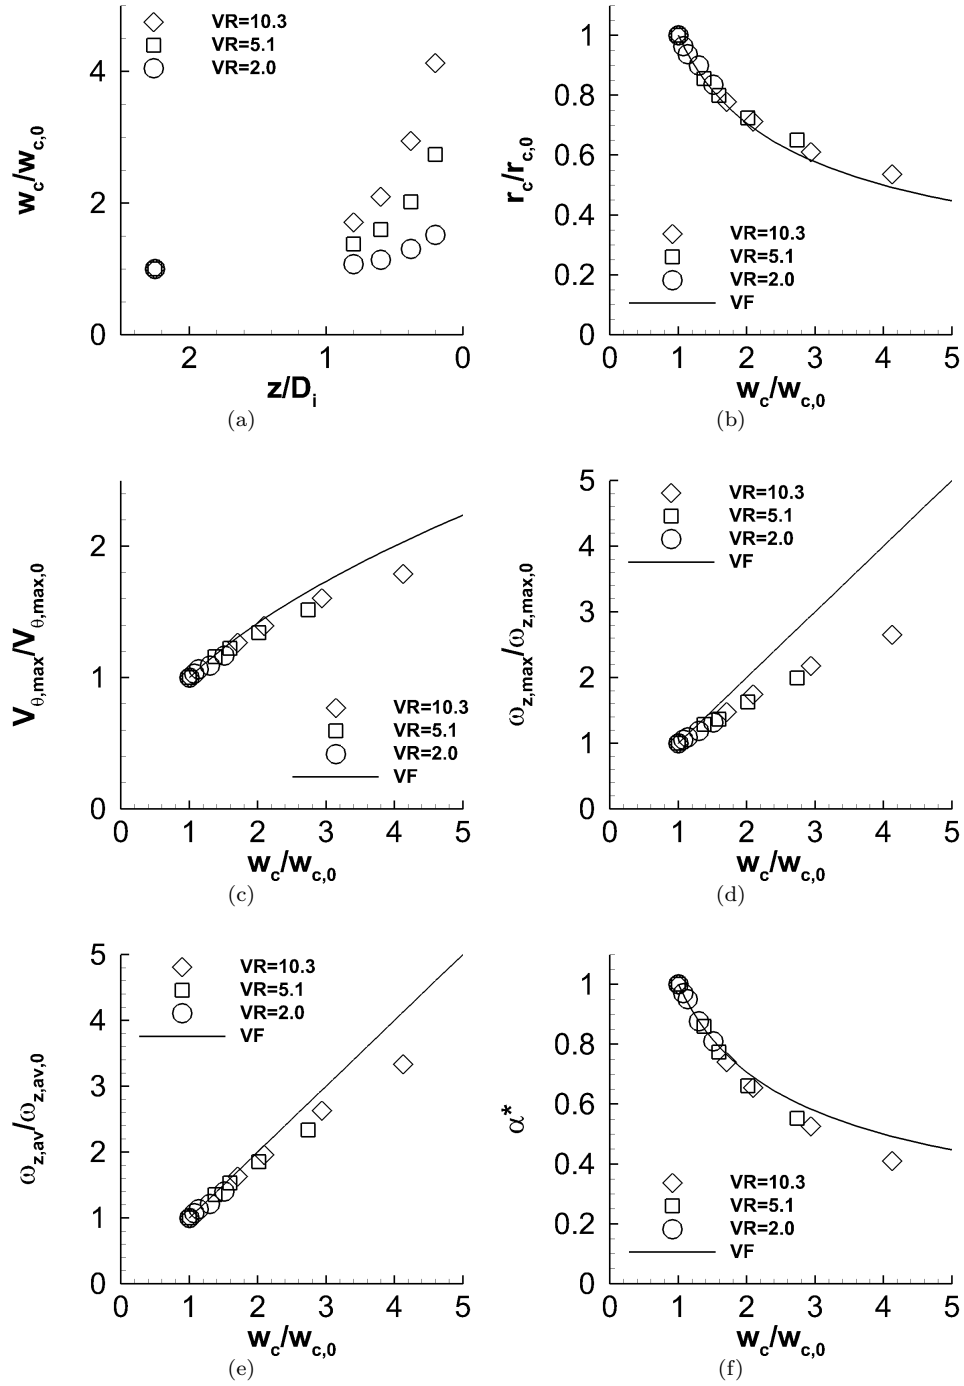 VR=10.3
VR=5.1
VR=2.0
4
2
0
w_c/w_c,0
2 1 0
z/D_i
(a)
1
0.8
0.6
0.4
0.2
0
r_c/r_c,0
VR=10.3
VR=5.1
VR=2.0
VF
0 1 2 3 4 5
w_c/w_c,0
(b)
2
1
0
V_θ,max/V_θ,max,0
VR=10.3
VR=5.1
VR=2.0
VF
0 1 2 3 4 5
w_c/w_c,0
(c)
5
4
3
2
1
0
ω_z,max/ω_z,max,0
VR=10.3
VR=5.1
VR=2.0
VF
0 1 2 3 4 5
w_c/w_c,0
(d)
5
4
3
2
1
0
ω_z,av/ω_z,av,0
VR=10.3
VR=5.1
VR=2.0
VF
0 1 2 3 4 5
w_c/w_c,0
(e)
1
0.8
0.6
0.4
0.2
0
α*
VR=10.3
VR=5.1
VR=2.0
VF
0 1 2 3 4 5
w_c/w_c,0
(f)